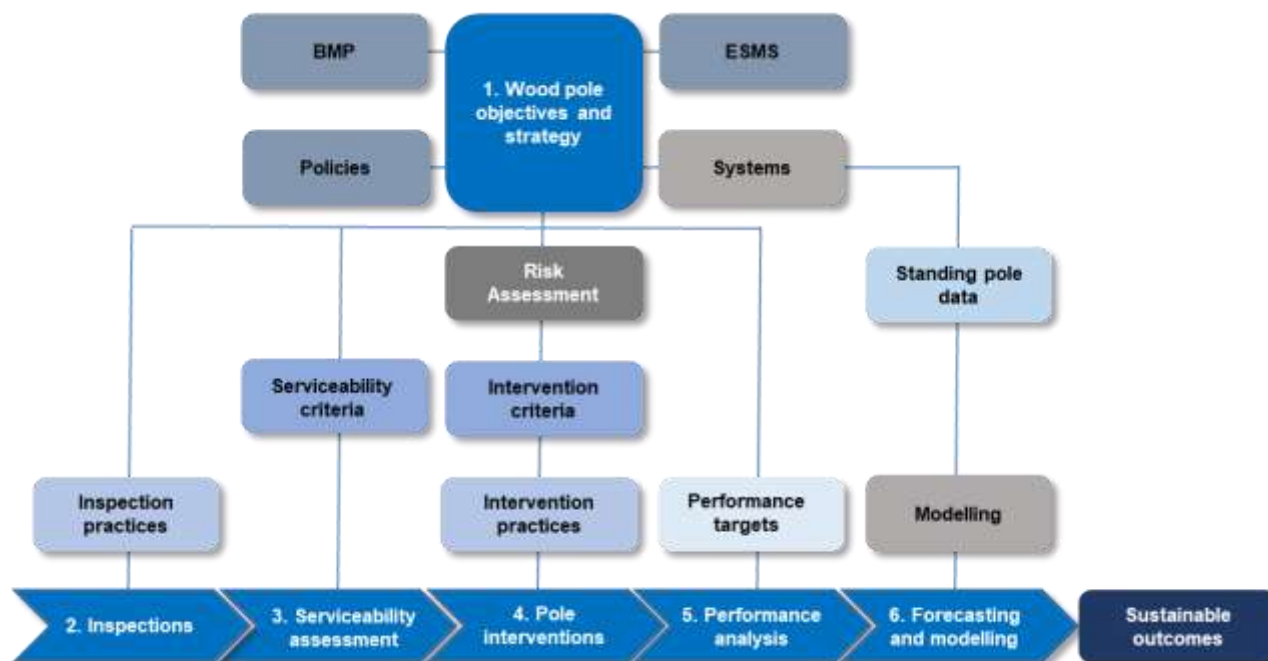 BMP
1. Wood pole
objectives and
strategy
ESMS
Policies
Systems
Risk
Assessment
Standing pole
data
Serviceability
criteria
Intervention
criteria
Inspection
practices
Intervention
practices
Performance
targets
Modelling
2. Inspections
3. Serviceability
assessment
4. Pole
interventions
5. Performance
analysis
6. Forecasting
and modelling
Sustainable
outcomes